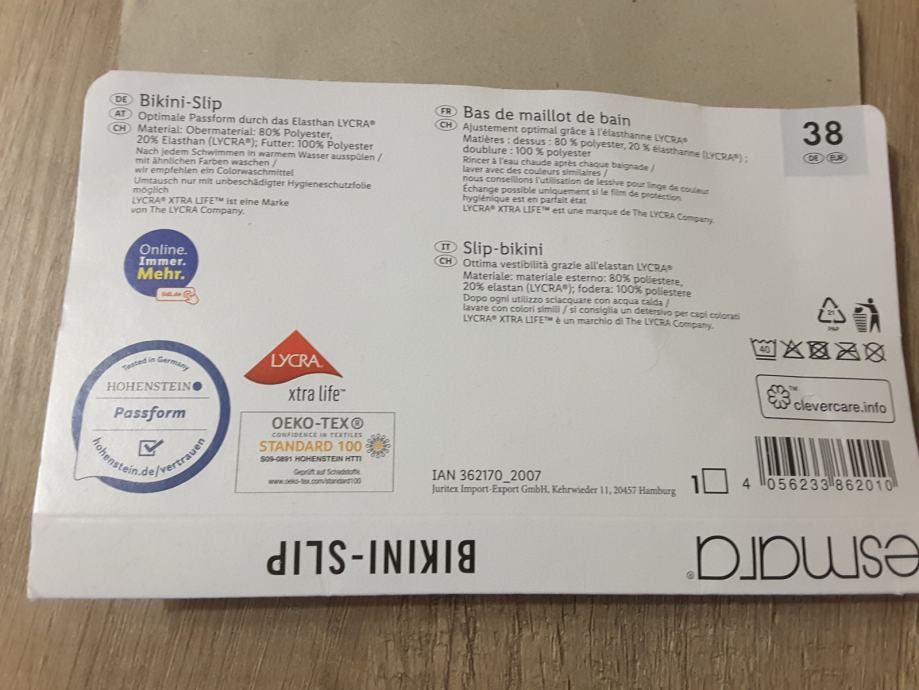 DE Bikini-Slip
AT Optimale Passform durch das Elasthan LYCRA®
CH Material: Obermaterial: 80% Polyester,
20% Elasthan (LYCRA®); Futter: 100% Polyester
Nach jedem Schwimmen in warmem Wasser ausspülen /
mit ähnlichen Farben waschen /
wir empfehlen ein Colorwaschmittel
Umtausch nur mit unbeschädigter Hygieneschutzfolie
möglich
LYCRA® XTRA LIFE™ ist eine Marke
von The LYCRA Company.
FR Bas de maillot de bain
CH Ajustement optimal grâce à l'élasthanne LYCRA®
Matières : dessus : 80 % polyester, 20 % élasthanne (LYCRA®) ;
doublure : 100 % polyester
Rincer à l'eau chaude après chaque baignade /
laver avec des couleurs similaires /
nous conseillons l'utilisation de lessive pour linge de couleur
Échange possible uniquement si le film de protection
hygiénique est en parfait état
LYCRA® XTRA LIFE™ est une marque de The LYCRA Company.
38
DE EUR
IT Slip-bikini
CH Ottima vestibilità grazie all'elastan LYCRA®
Materiale: materiale esterno: 80% poliestere,
20% elastan (LYCRA®); fodera: 100% poliestere
Dopo ogni utilizzo sciacquare con acqua calda /
lavare con colori simili / si consiglia un detersivo per capi colorati
LYCRA® XTRA LIFE™ è un marchio di The LYCRA Company.
Online.
Immer.
Mehr.
lidl.de
Tested in Germany
HOHENSTEIN
Passform
hohenstein.de/vertrauen
LYCRA
xtra life™
OEKO-TEX®
CONFIDENCE IN TEXTILES
STANDARD 100
S09-0891 HOHENSTEIN HTTI
Geprüft auf Schadstoffe.
www.oeko-tex.com/standard100
21
PAP
40
clevercare.info™
IAN 362170_2007
Juritex Import-Export GmbH, Kehrwieder 11, 20457 Hamburg
1
4 056233 862010
BIKINI-SLIP
esmara®